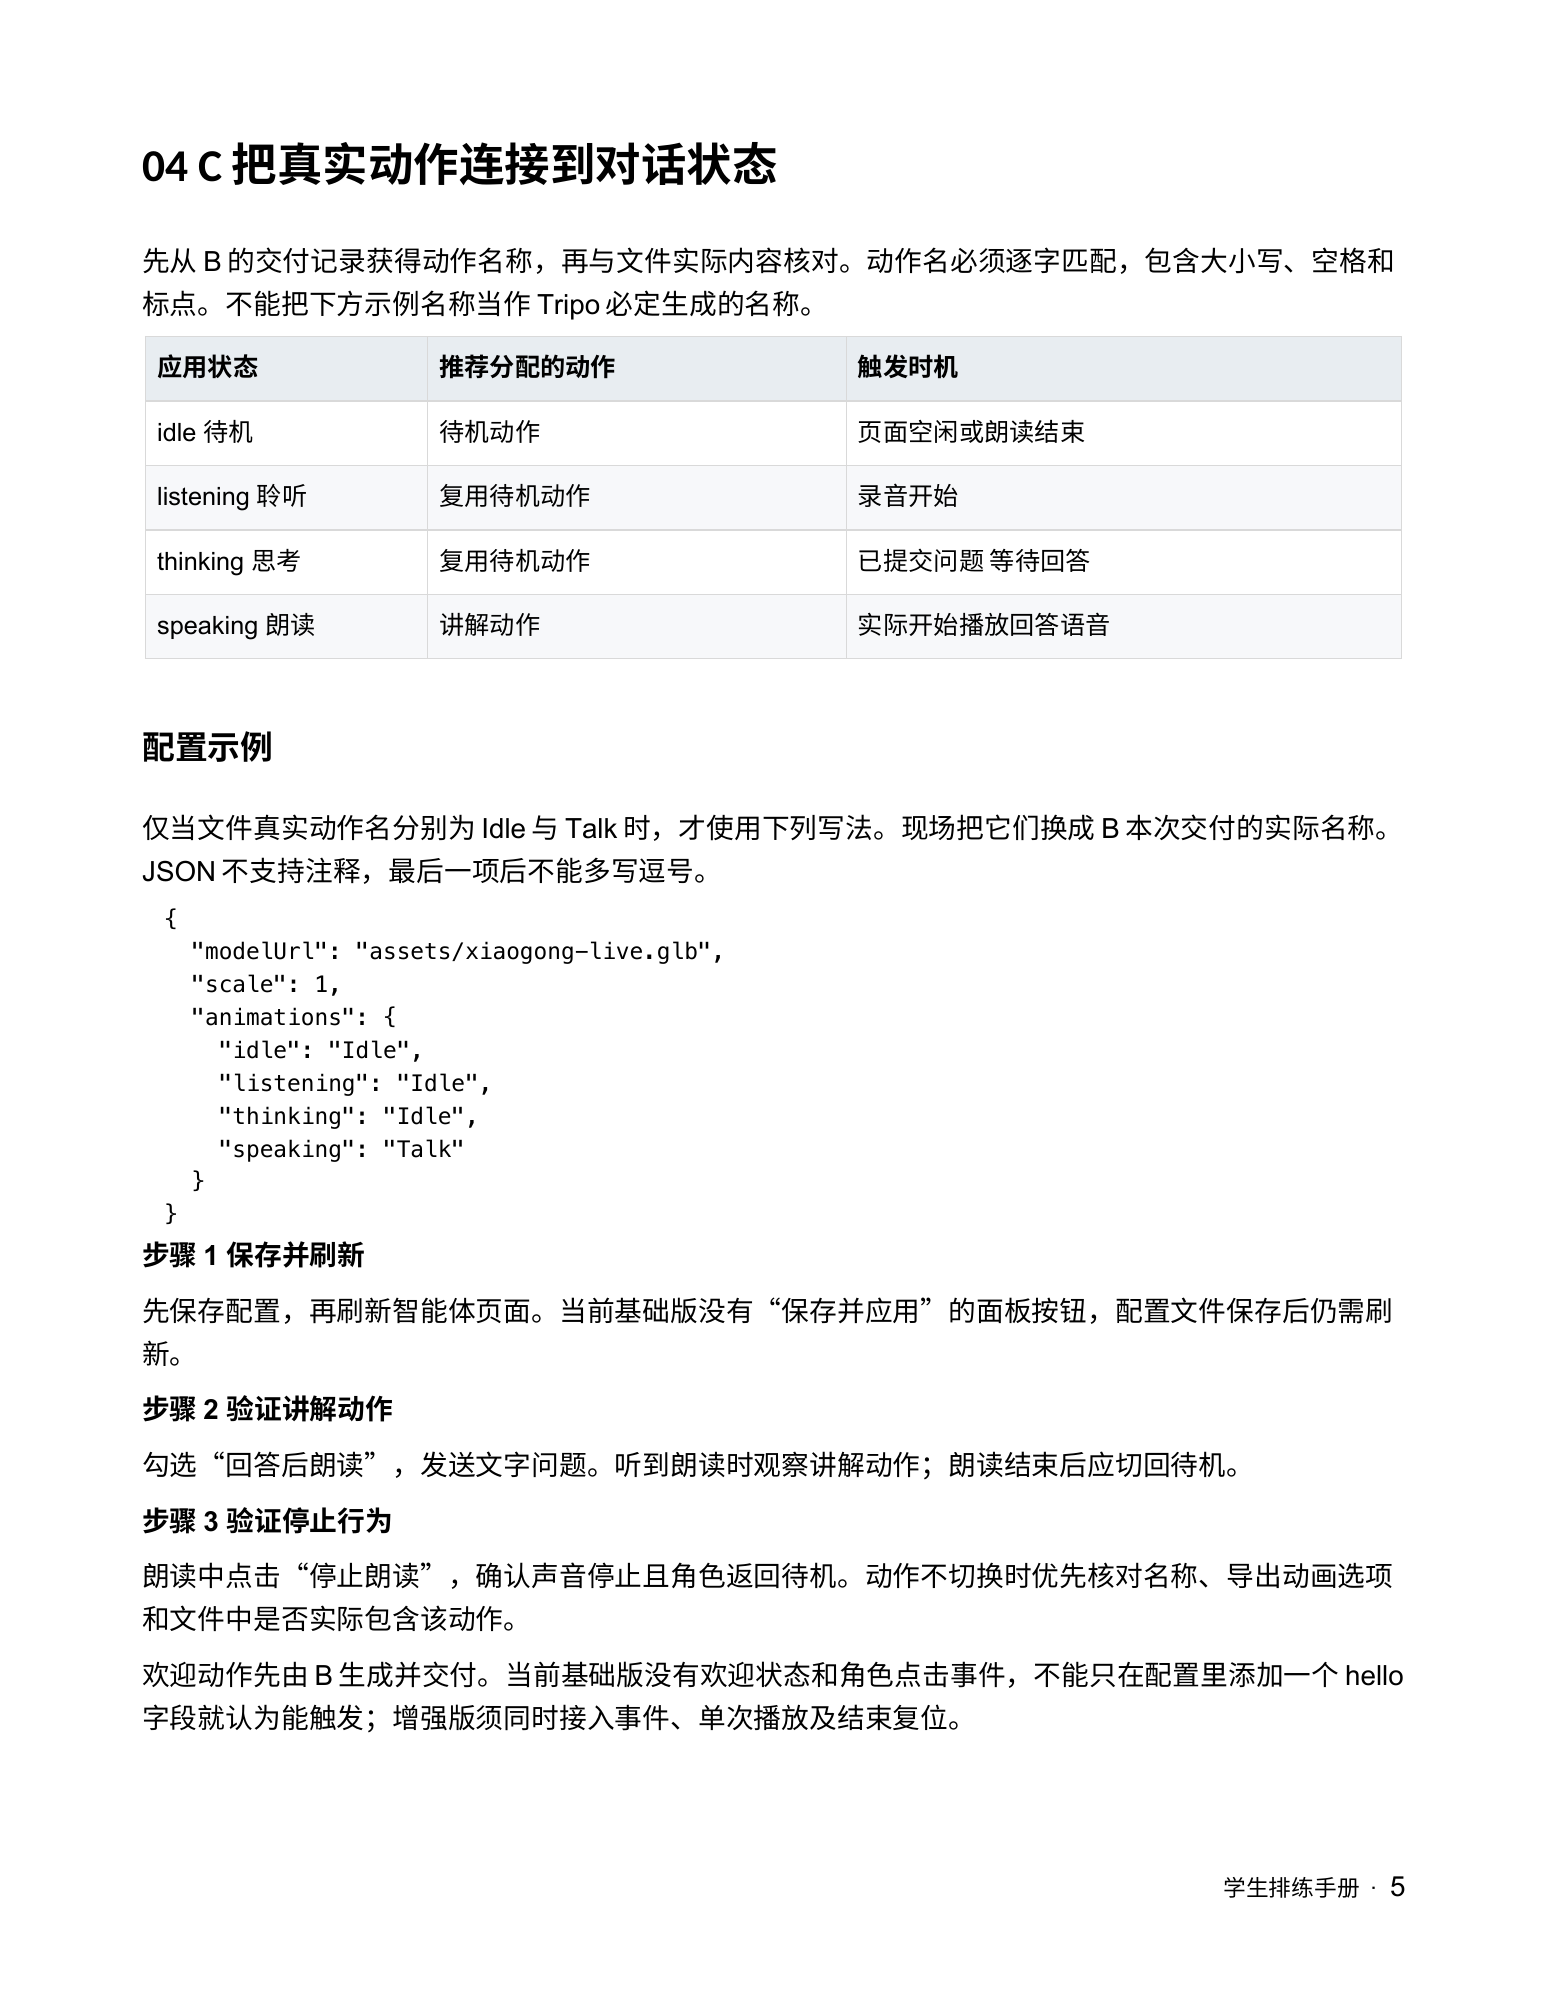 04 C 把真实动作连接到对话状态
先从 B 的交付记录获得动作名称，再与文件实际内容核对。动作名必须逐字匹配，包含大小写、空格和
标点。不能把下方示例名称当作 Tripo 必定生成的名称。
应用状态 推荐分配的动作 触发时机
idle 待机 待机动作 页面空闲或朗读结束
listening 聆听 复用待机动作 录音开始
thinking 思考 复用待机动作 已提交问题 等待回答
speaking 朗读 讲解动作 实际开始播放回答语音
配置示例
仅当文件真实动作名分别为 Idle 与 Talk 时，才使用下列写法。现场把它们换成 B 本次交付的实际名称。
JSON 不支持注释，最后一项后不能多写逗号。
{
"modelUrl": "assets/xiaogong-live.glb",
"scale": 1,
"animations": {
"idle": "Idle",
"listening": "Idle",
"thinking": "Idle",
"speaking": "Talk"
}
}
步骤 1 保存并刷新
先保存配置，再刷新智能体页面。当前基础版没有“保存并应用”的面板按钮，配置文件保存后仍需刷
新。
步骤 2 验证讲解动作
勾选“回答后朗读”，发送文字问题。听到朗读时观察讲解动作；朗读结束后应切回待机。
步骤 3 验证停止行为
朗读中点击“停止朗读”，确认声音停止且角色返回待机。动作不切换时优先核对名称、导出动画选项
和文件中是否实际包含该动作。
欢迎动作先由 B 生成并交付。当前基础版没有欢迎状态和角色点击事件，不能只在配置里添加一个 hello
字段就认为能触发；增强版须同时接入事件、单次播放及结束复位。
学生排练手册 · 5